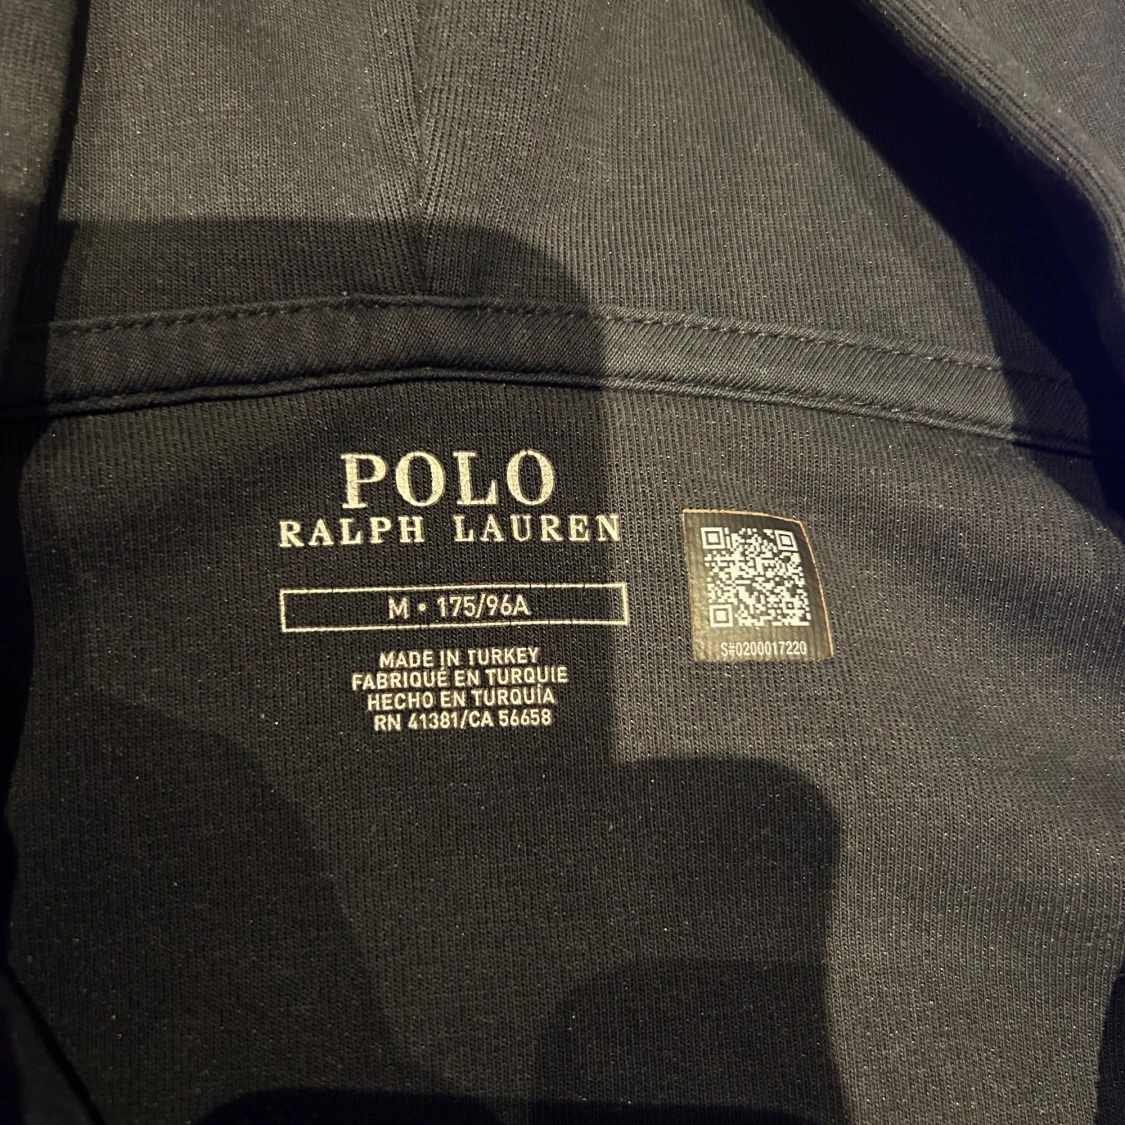 POLO
RALPH LAUREN
M • 175/96A
MADE IN TURKEY
FABRIQUÉ EN TURQUIE
HECHO EN TURQUÍA
RN 41381/CA 56658
S#0200017220